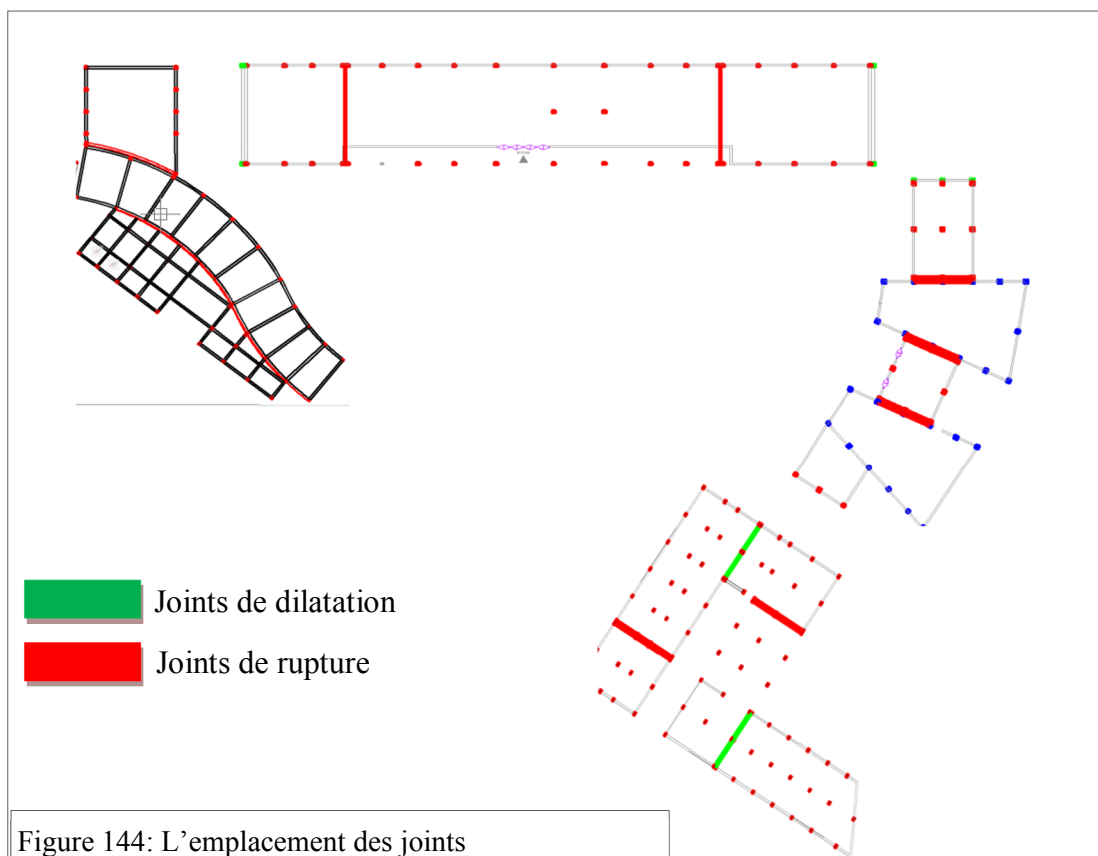 Joints de dilatation
Joints de rupture
Figure 144: L’emplacement des joints